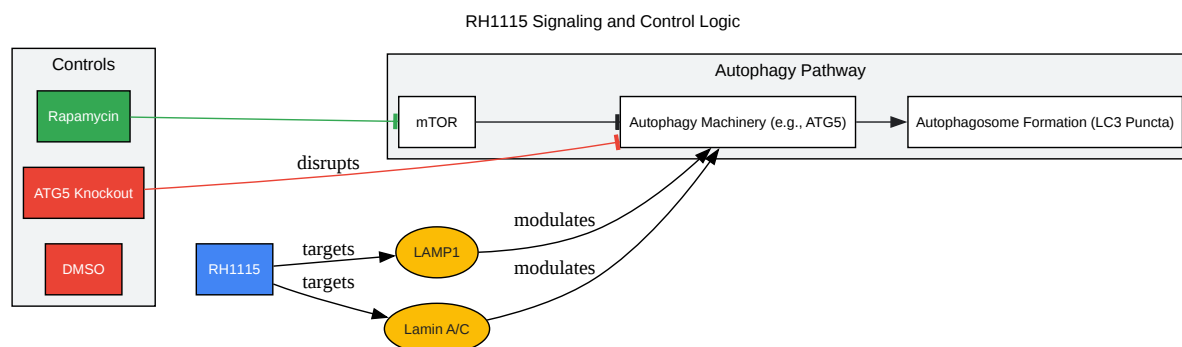 RH1115 Signaling and Control Logic
Controls
Autophagy Pathway
Rapamycin
mTOR
Autophagy Machinery (e.g., ATG5)
Autophagosome Formation (LC3 Puncta)
disrupts
ATG5 Knockout
modulates
targets
LAMP1
DMSO
RH1115
targets
modulates
Lamin A/C